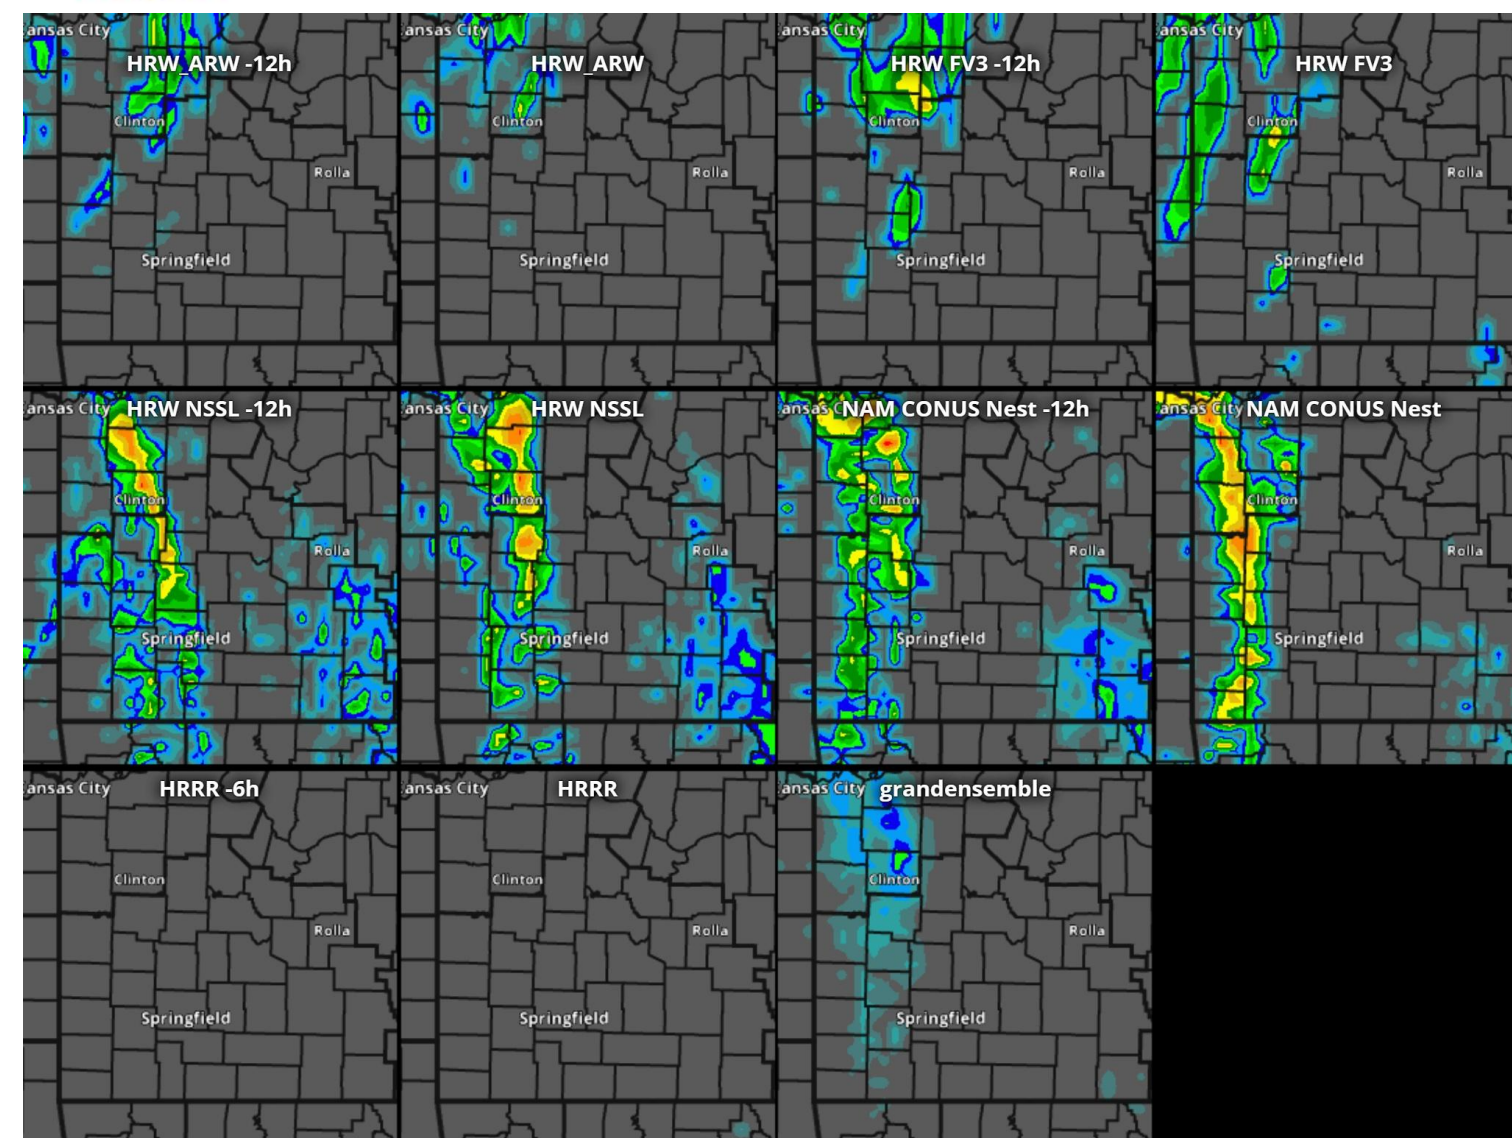 ansas City
HRW_ARW -12h
Clinton
Rolla
Springfield
ansas City
HRW_ARW
Clinton
Rolla
Springfield
ansas City
HRW FV3 -12h
Clinton
Rolla
Springfield
ansas City
HRW FV3
Clinton
Rolla
Springfield
ansas City HRW NSSL -12h
Clinton
Rolla
Springfield
ansas City HRW NSSL
Clinton
Rolla
Springfield
ansas C NAM CONUS Nest -12h
Clinton
Rolla
Springfield
ansas City NAM CONUS Nest
Clinton
Rolla
Springfield
ansas City HRRR -6h
Clinton
Rolla
Springfield
ansas City HRRR
Clinton
Rolla
Springfield
ansas City grandensemble
Clinton
Rolla
Springfield